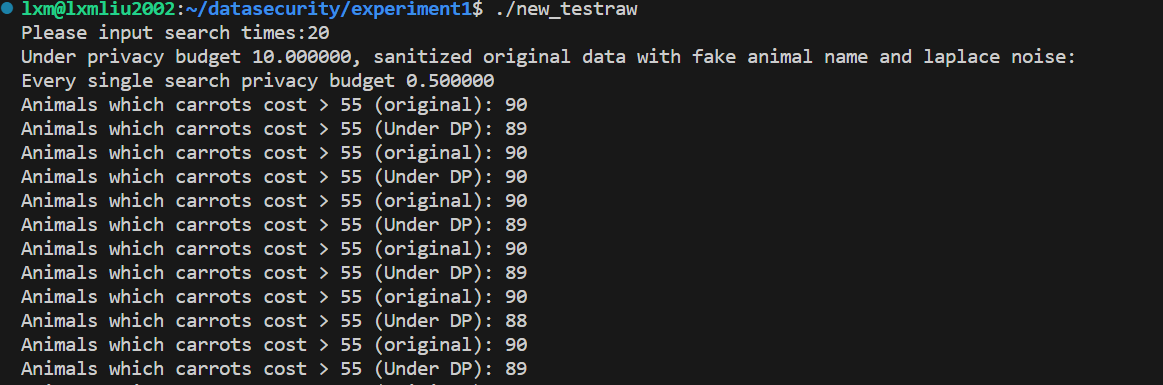 lxm@lxmliu2002:~/datasecurity/experiment1$ ./new_testraw
Please input search times:20
Under privacy budget 10.000000, sanitized original data with fake animal name and laplace noise:
Every single search privacy budget 0.500000
Animals which carrots cost > 55 (original): 90
Animals which carrots cost > 55 (Under DP): 89
Animals which carrots cost > 55 (original): 90
Animals which carrots cost > 55 (Under DP): 90
Animals which carrots cost > 55 (original): 90
Animals which carrots cost > 55 (Under DP): 89
Animals which carrots cost > 55 (original): 90
Animals which carrots cost > 55 (Under DP): 89
Animals which carrots cost > 55 (original): 90
Animals which carrots cost > 55 (Under DP): 88
Animals which carrots cost > 55 (original): 90
Animals which carrots cost > 55 (Under DP): 89